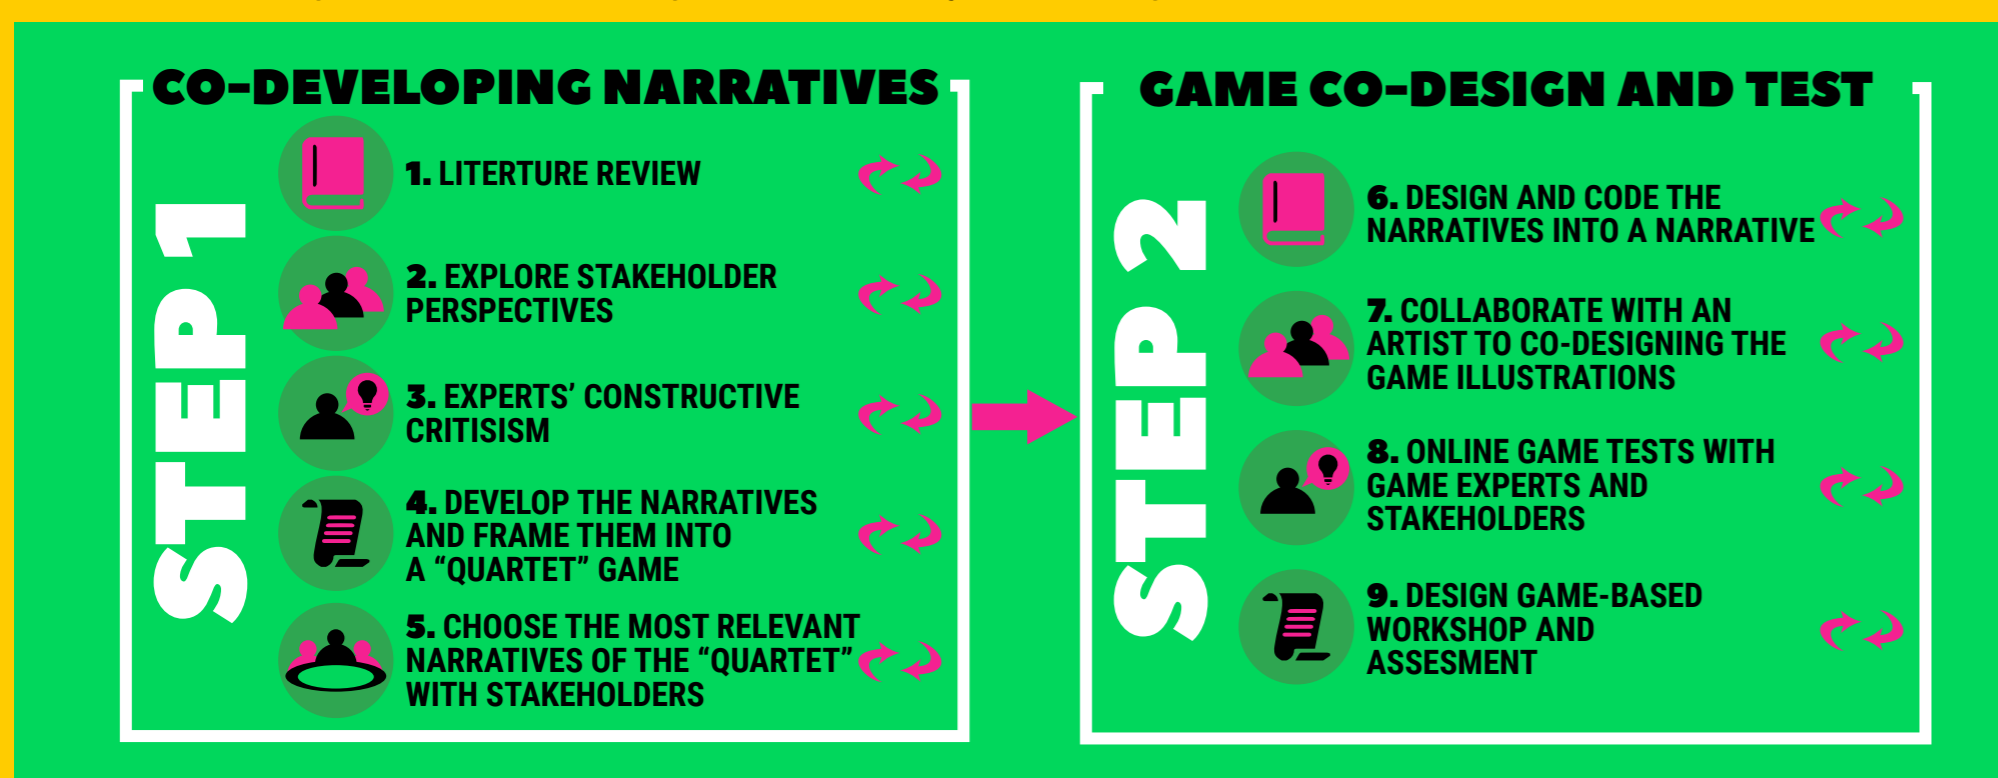 CO-DEVELOPING NARRATIVES
STEP 1
1. LITERTURE REVIEW
2. EXPLORE STAKEHOLDER
PERSPECTIVES
3. EXPERTS’ CONSTRUCTIVE
CRITISISM
4. DEVELOP THE NARRATIVES
AND FRAME THEM INTO
A “QUARTET” GAME
5. CHOOSE THE MOST RELEVANT
NARRATIVES OF THE “QUARTET”
WITH STAKEHOLDERS
GAME CO-DESIGN AND TEST
STEP 2
6. DESIGN AND CODE THE
NARRATIVES INTO A NARRATIVE
7. COLLABORATE WITH AN
ARTIST TO CO-DESIGNING THE
GAME ILLUSTRATIONS
8. ONLINE GAME TESTS WITH
GAME EXPERTS AND
STAKEHOLDERS
9. DESIGN GAME-BASED
WORKSHOP AND
ASSESMENT